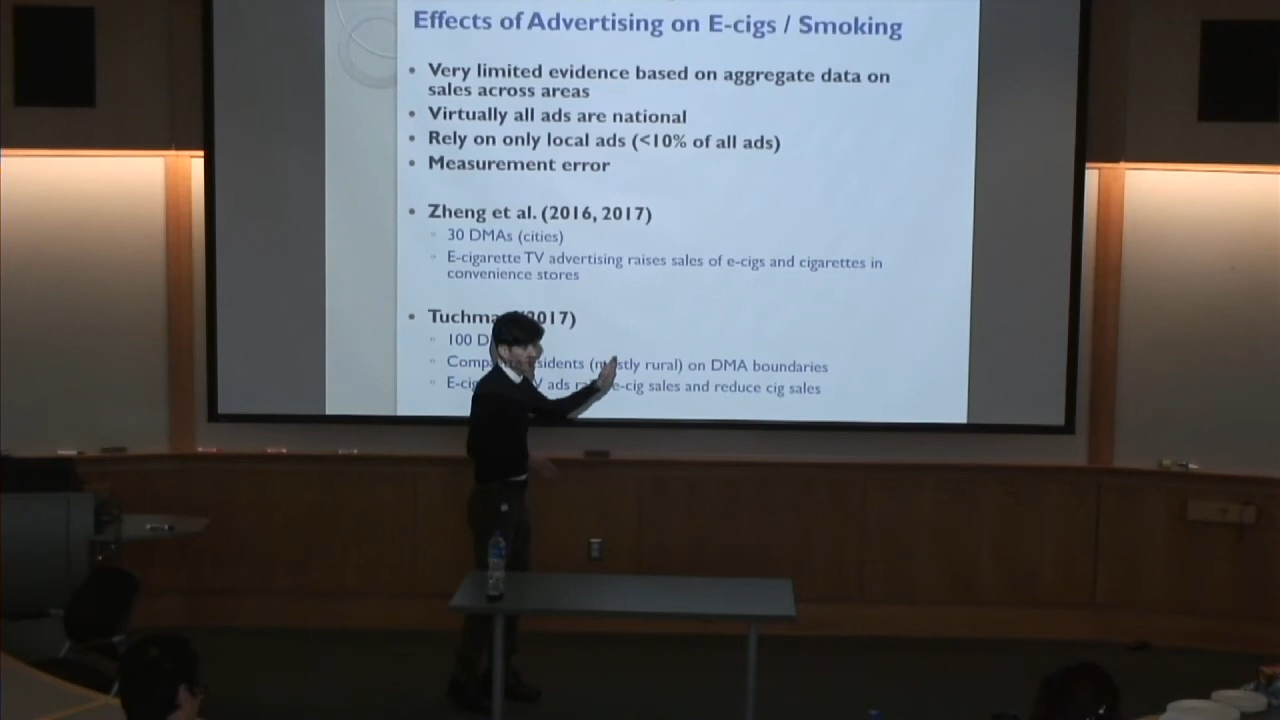 Effects of Advertising on E-cigs / Smoking
• Very limited evidence based on aggregate data on
sales across areas
• Virtually all ads are national
• Rely on only local ads (<10% of all ads)
• Measurement error
• Zheng et al. (2016, 2017)
30 DMAs (cities)
E-cigarette TV advertising raises sales of e-cigs and cigarettes in
convenience stores
• 2017)
100
(mostly rural) on DMA boundaries
ads e-cig sales and reduce cig sales